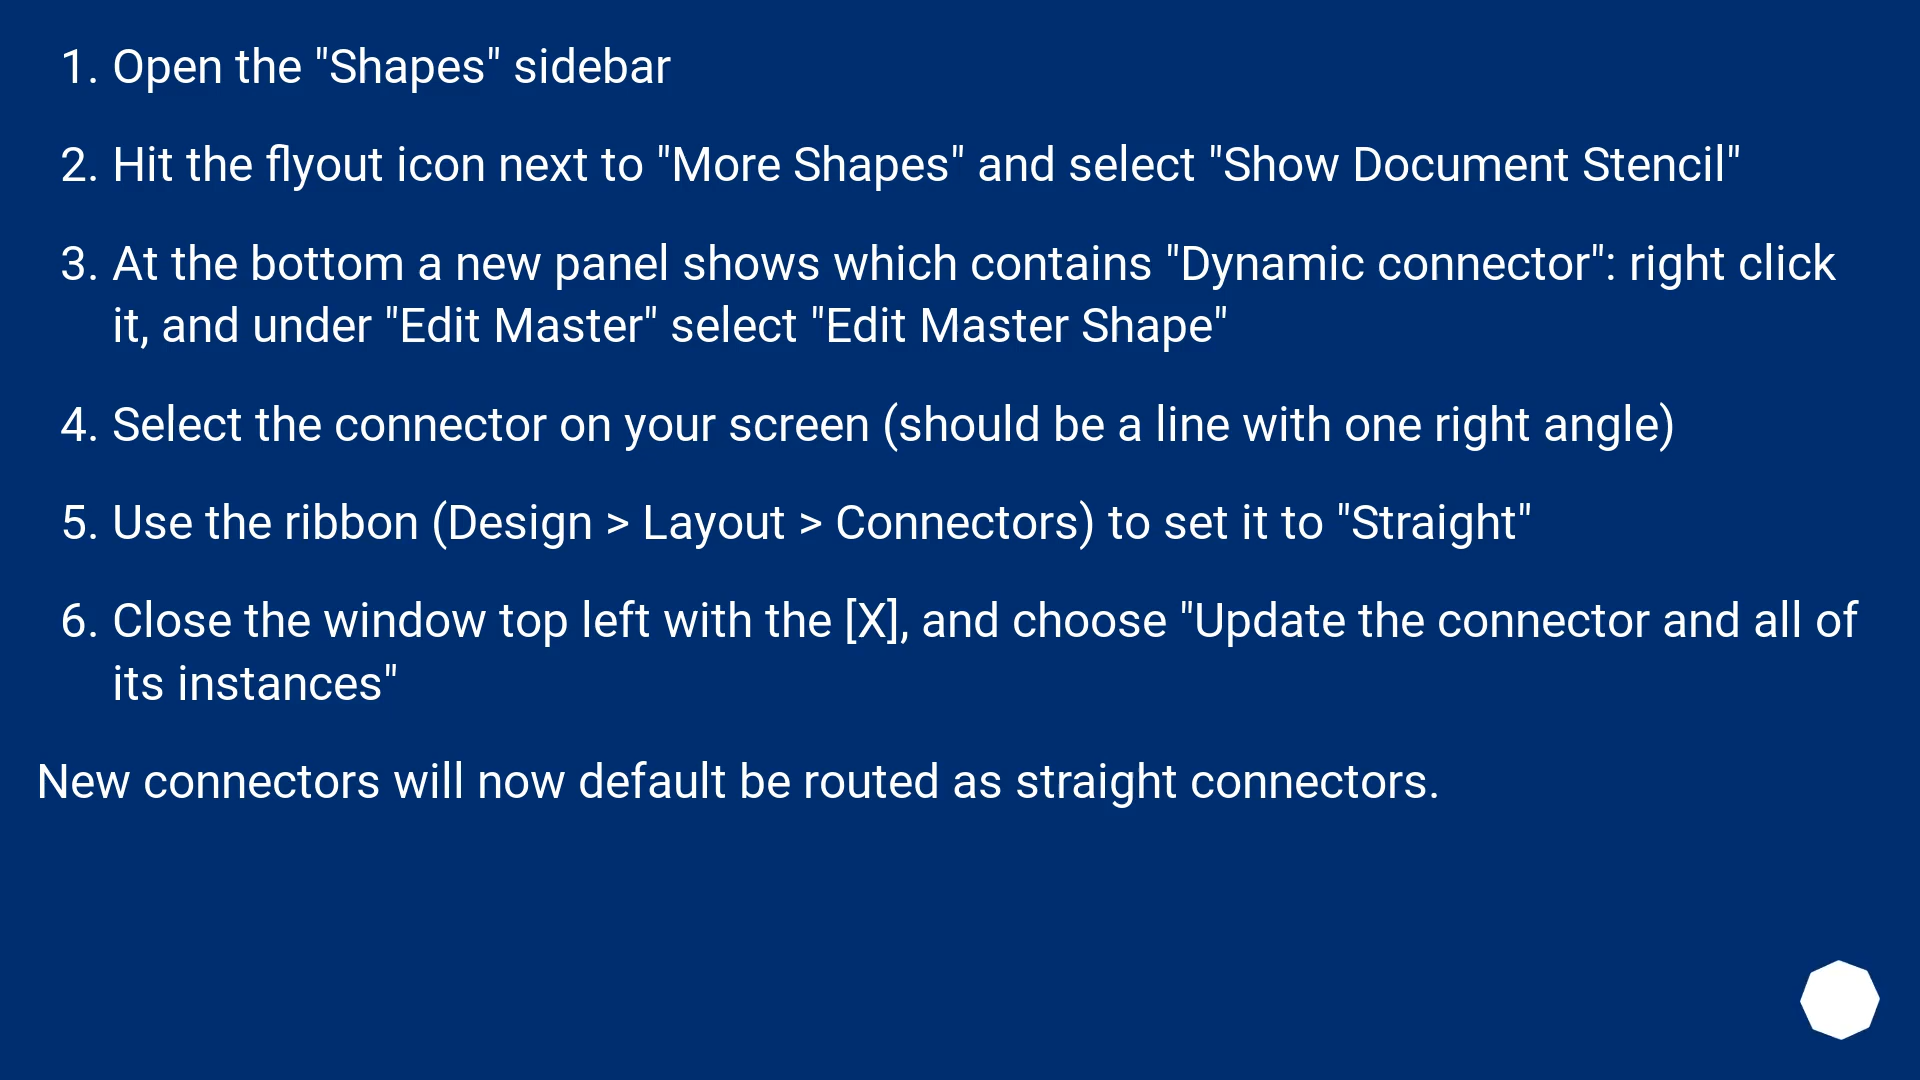 1. Open the "Shapes" sidebar
2. Hit the flyout icon next to "More Shapes" and select "Show Document Stencil"
3. At the bottom a new panel shows which contains "Dynamic connector": right click
it, and under "Edit Master" select "Edit Master Shape"
4. Select the connector on your screen (should be a line with one right angle)
5. Use the ribbon (Design > Layout > Connectors) to set it to "Straight"
6. Close the window top left with the [X], and choose "Update the connector and all of
its instances"
New connectors will now default be routed as straight connectors.